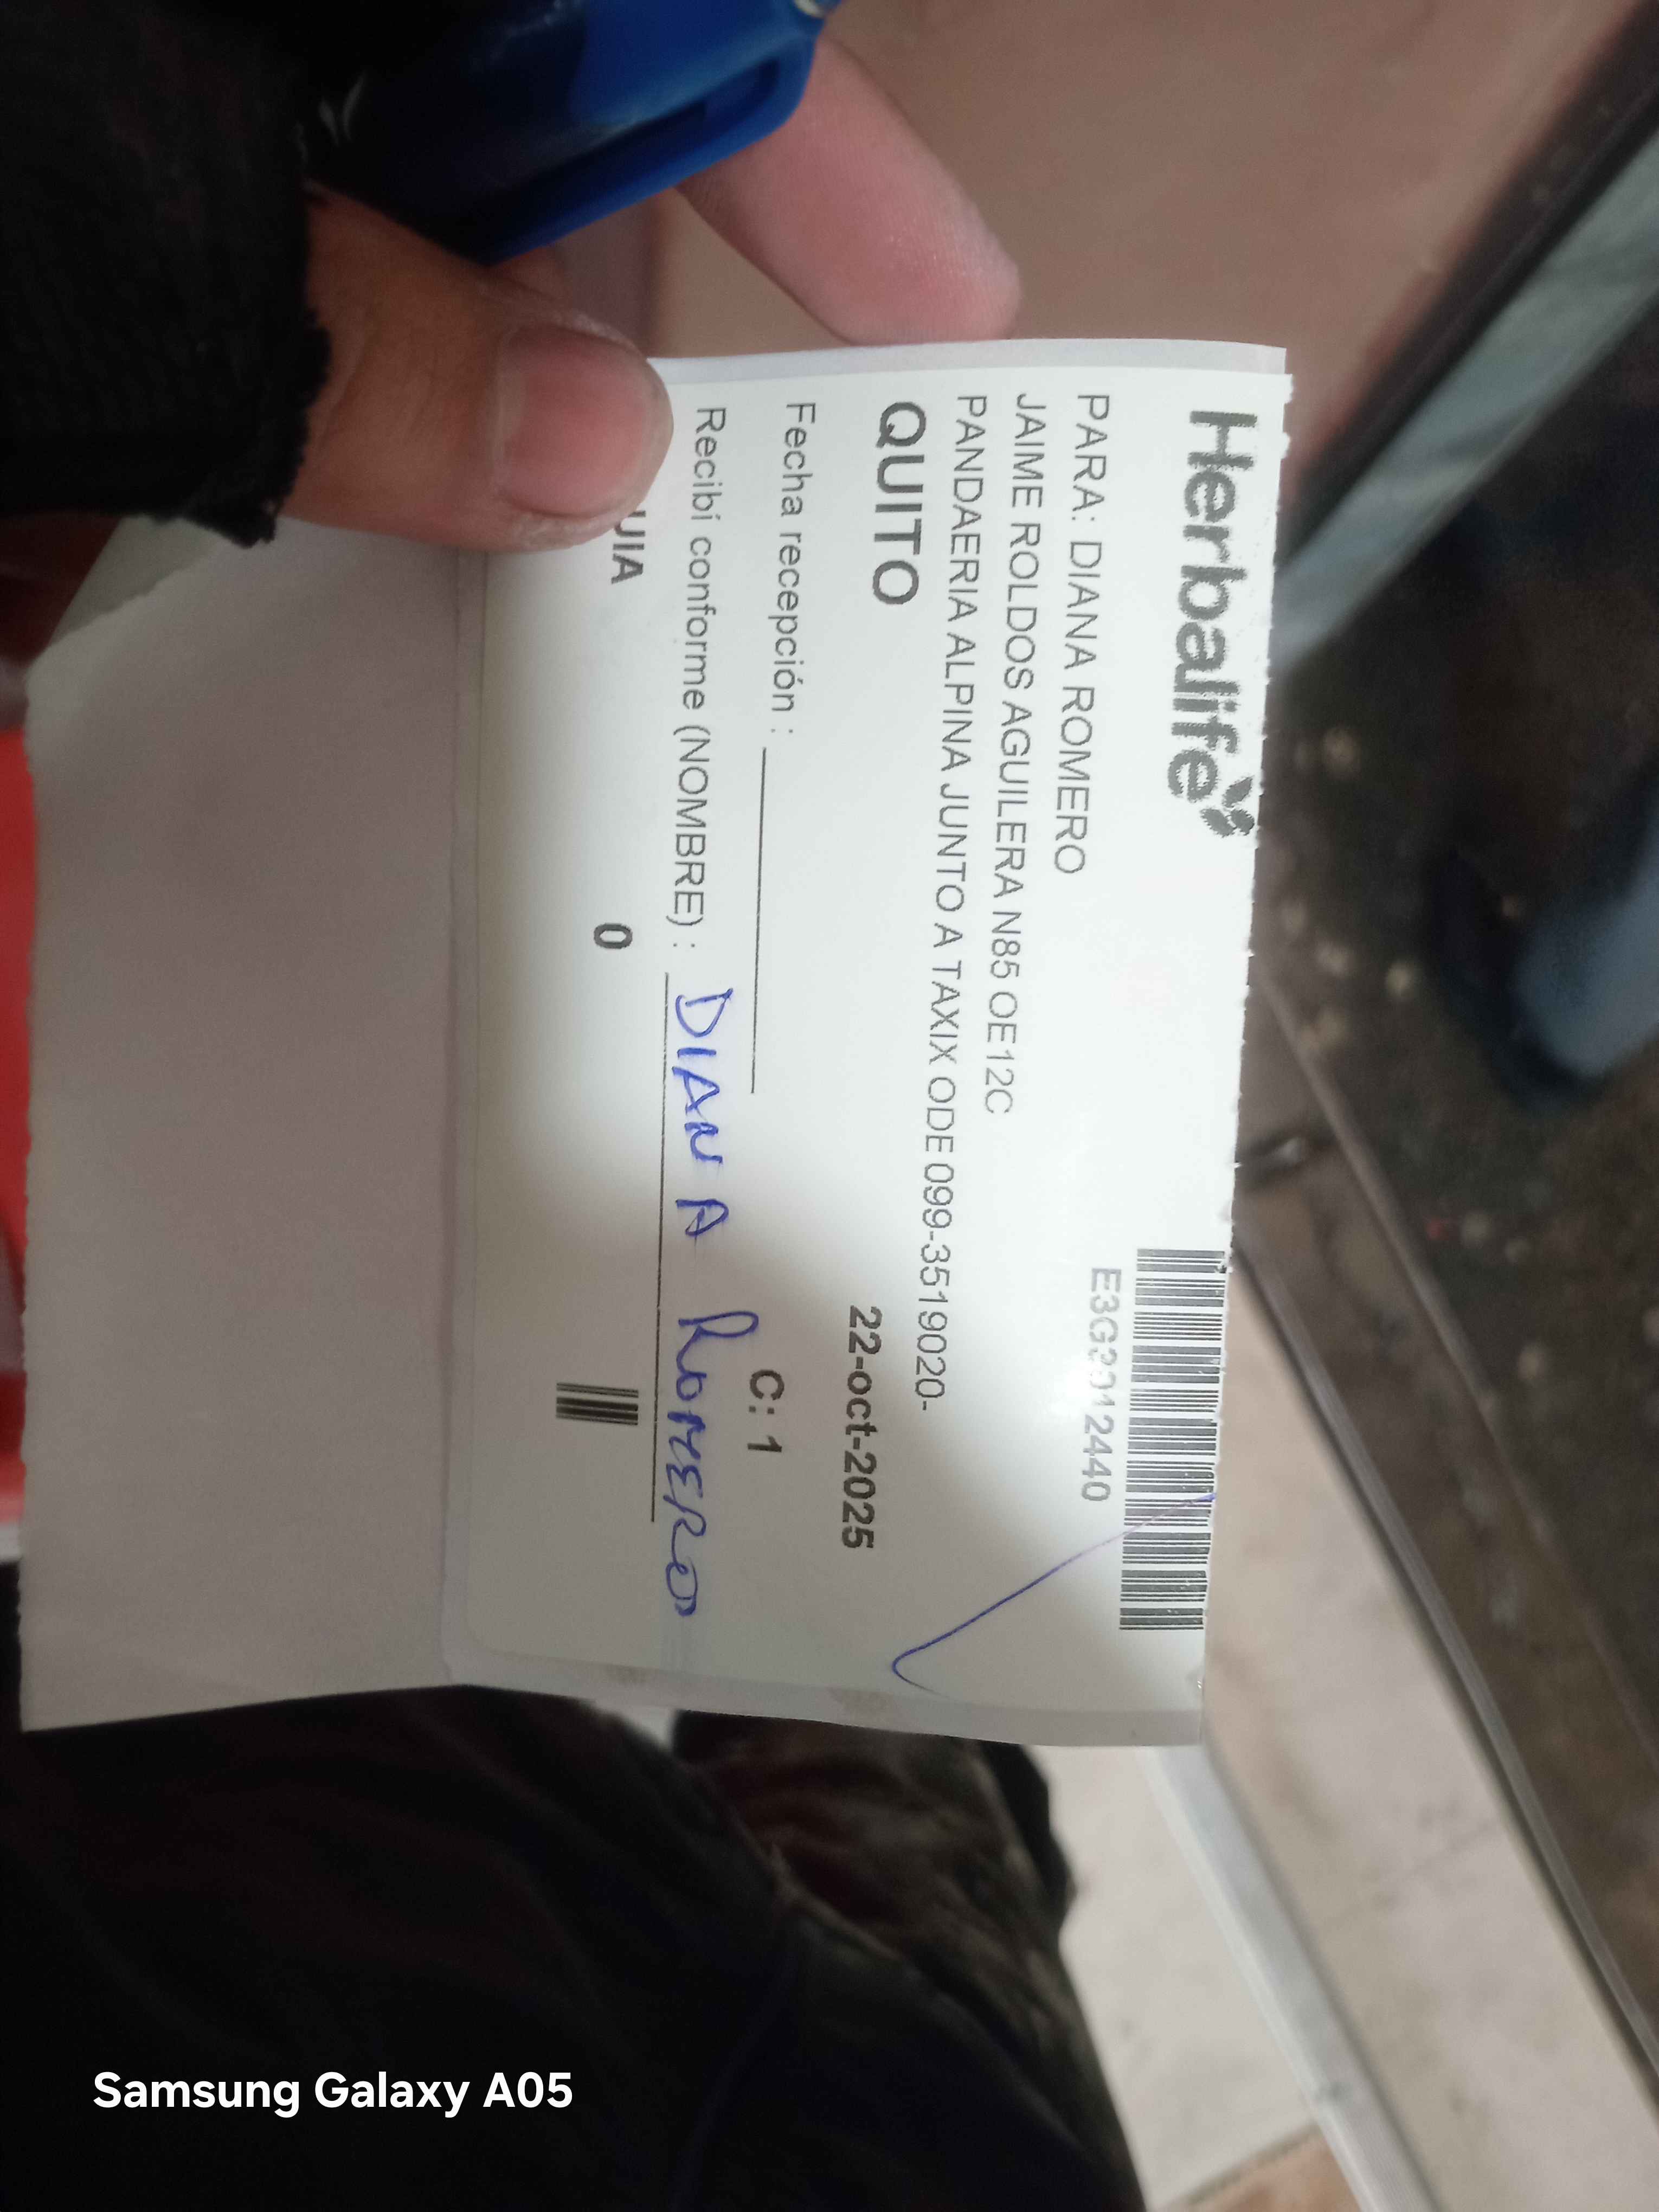 Herbalife
PARA: DIANA ROMERO
JAIME ROLDOS AGUILERA N85 OE12C
PANDAERIA ALPINA JUNTO A TAXIX ODE 099-3519020-
QUITO
22-oct-2025
Fecha recepción :
C: 1
Recibí conforme (NOMBRE) : DIANA ROMERO
0
Samsung Galaxy A05